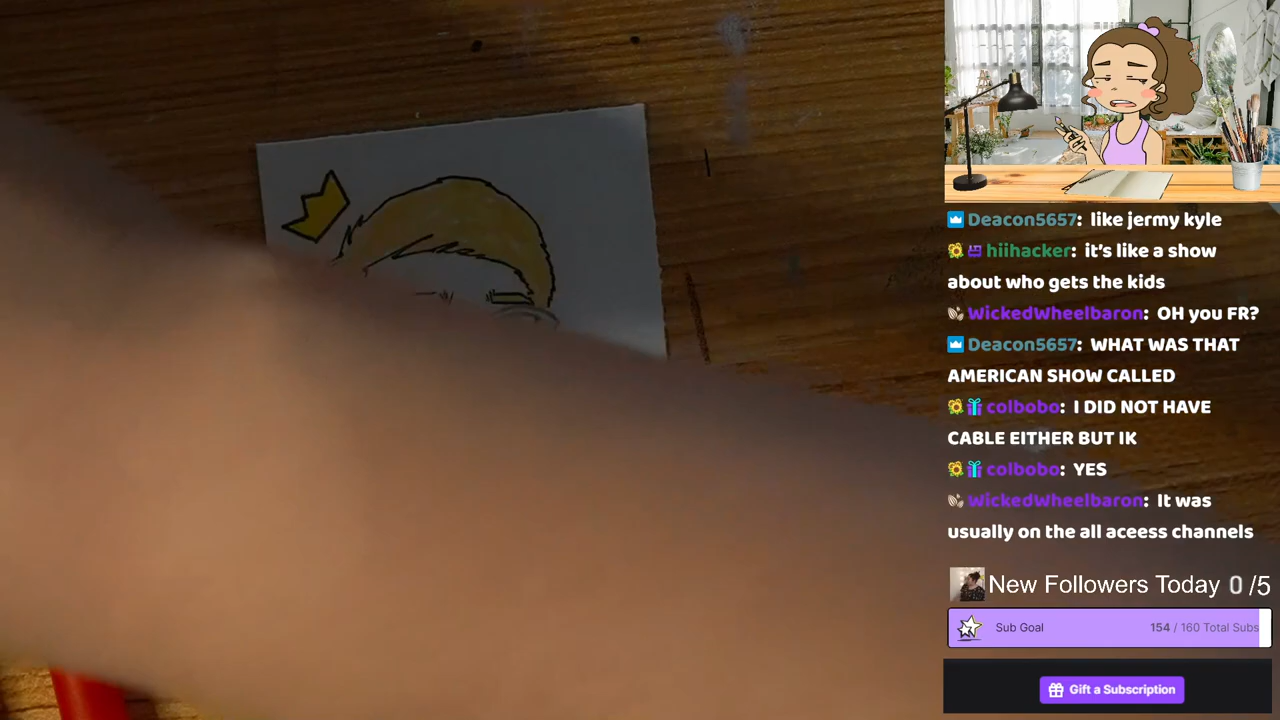 Deacon5657: like jermy kyle
hiihacker: it's like a show
about who gets the kids
WickedWheelbaron: OH you FR?
Deacon5657: WHAT WAS THAT
AMERICAN SHOW CALLED
colbobo: I DID NOT HAVE
CABLE EITHER BUT IK
colbobo: YES
WickedWheelbaron: It was
usually on the all aceess channels
New Followers Today 0 /5
Sub Goal 154 / 160 Total Subs
Gift a Subscription